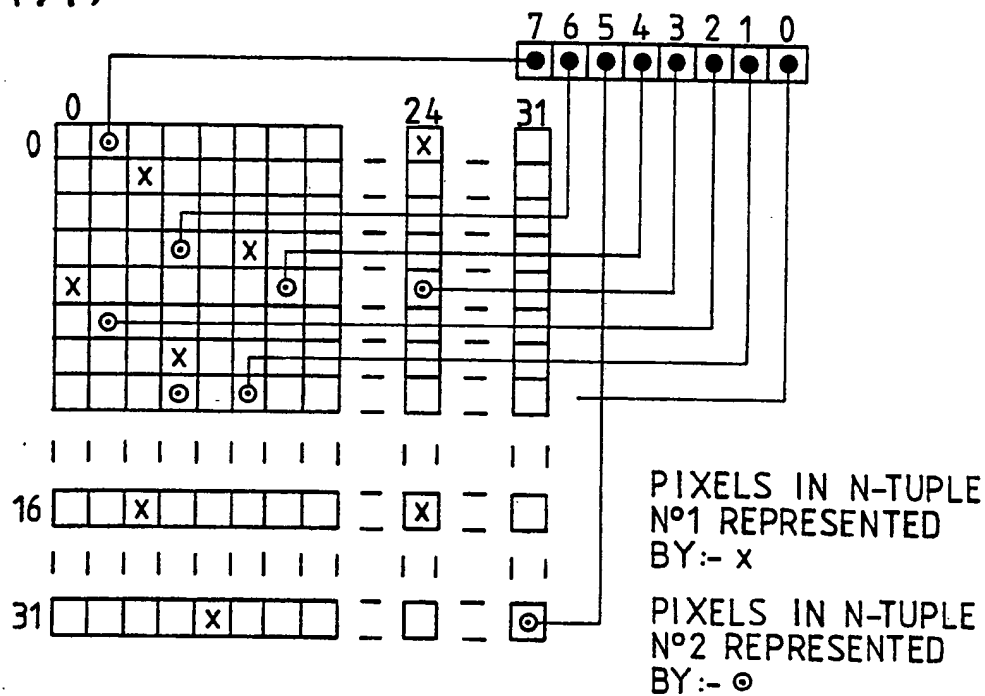 7 6 5 4 3 2 1 0
0 24 31
0 X
X
X
X
X
16 X X
31 X
PIXELS IN N-TUPLE
Nº1 REPRESENTED
BY:- X
PIXELS IN N-TUPLE
Nº2 REPRESENTED
BY:- ⊙